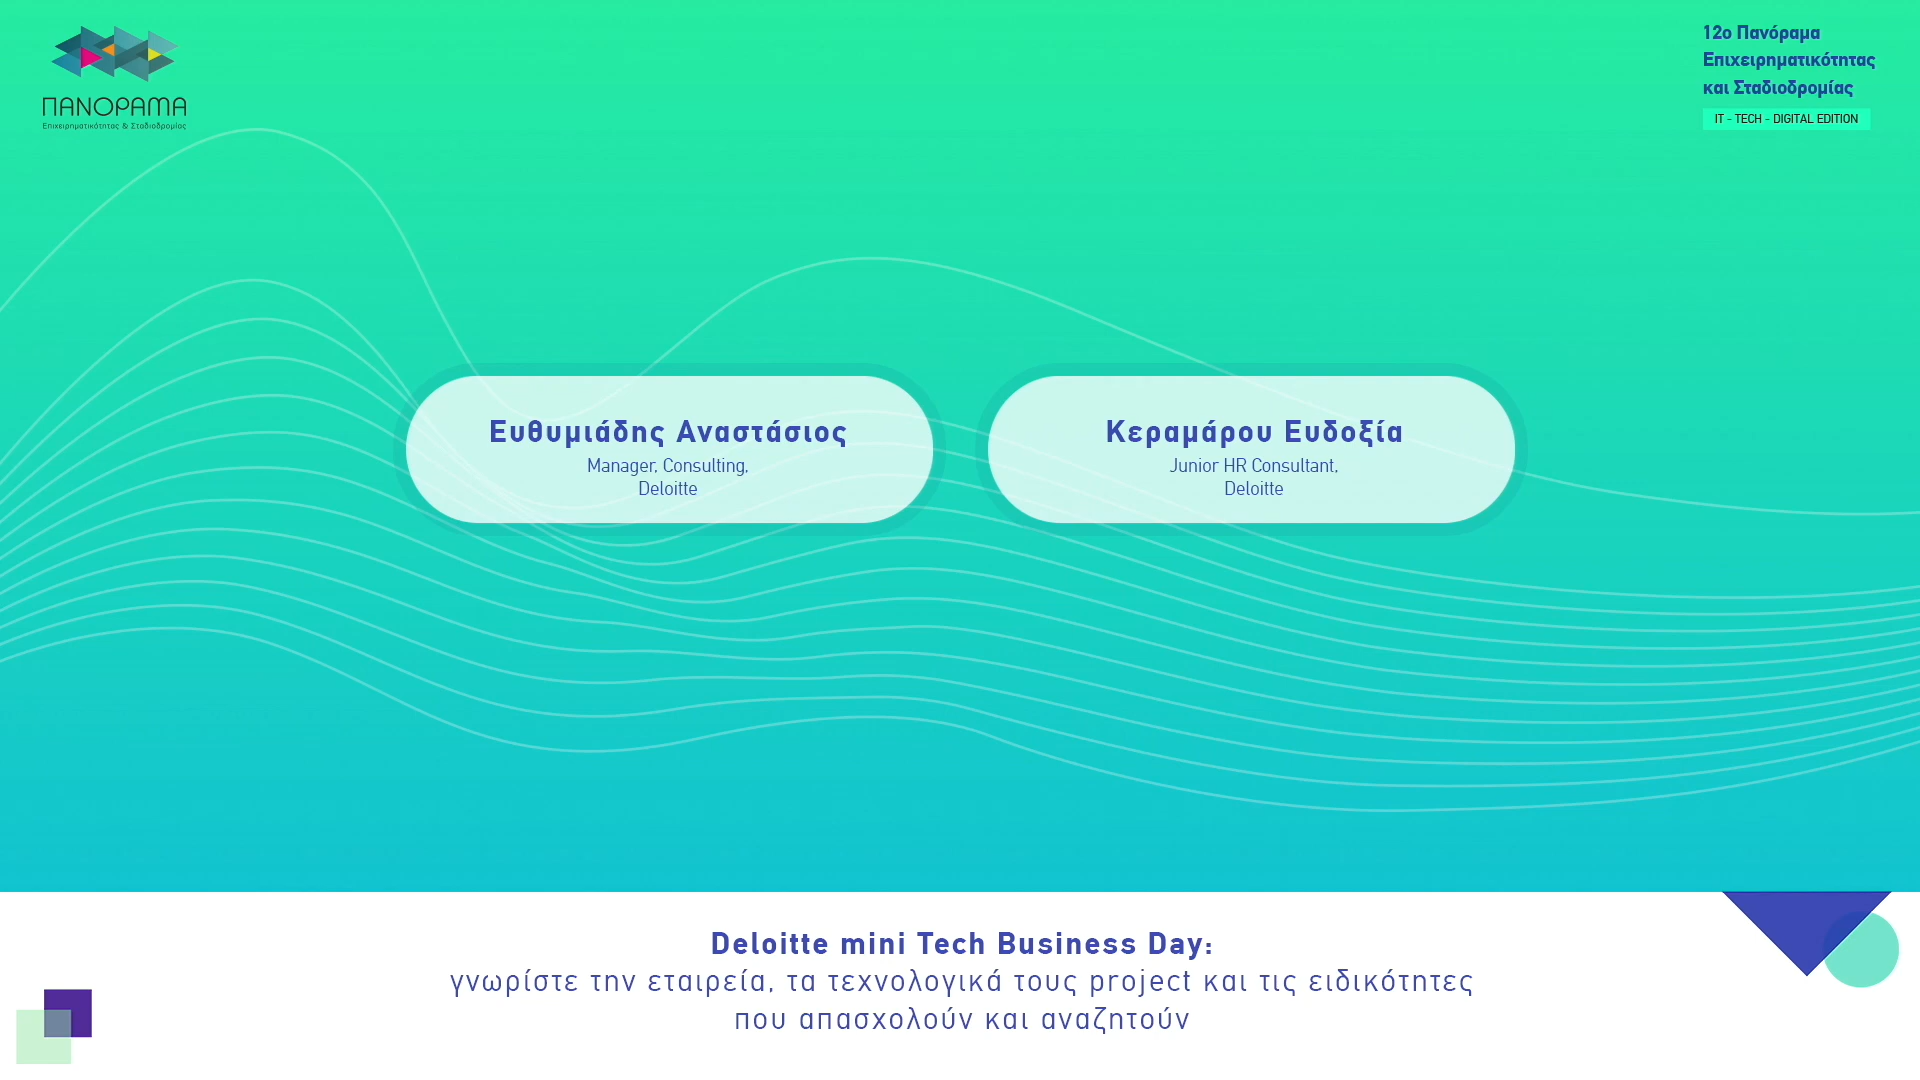 ΠΑΝΟΡΑΜΑ
Επιχειρηματικότητας & Σταδιοδρομίας
12ο Πανόραμα
Επιχειρηματικότητας
και Σταδιοδρομίας
IT - TECH - DIGITAL EDITION
Ευθυμιάδης Αναστάσιος
Manager, Consulting,
Deloitte
Κεραμάρου Ευδοξία
Junior HR Consultant,
Deloitte
Deloitte mini Tech Business Day:
γνωρίστε την εταιρεία, τα τεχνολογικά τους project και τις ειδικότητες
που απασχολούν και αναζητούν